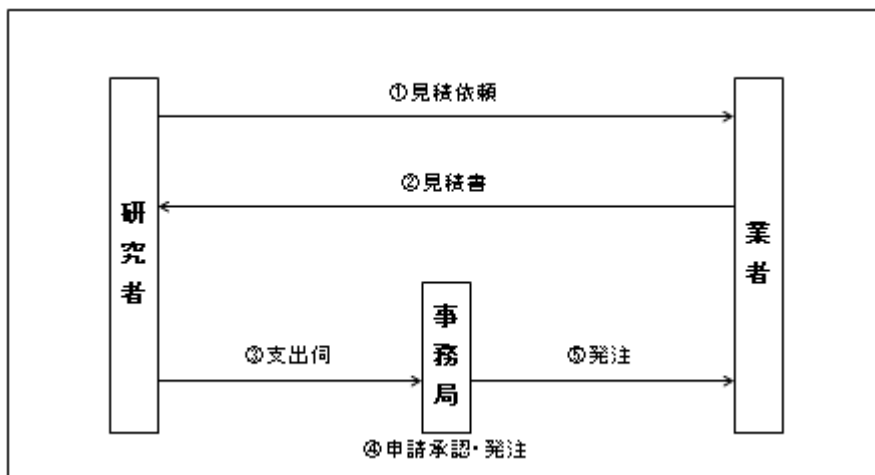 ①見積依頼
②見積書
研究者
業者
事務局
③支出伺
⑤発注
④申請承認・発注